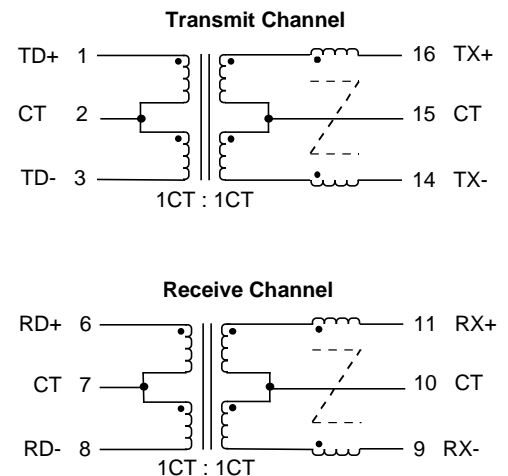 Transmit Channel
TD+ 1 16 TX+
CT 2 15 CT
TD- 3 14 TX-
1CT : 1CT
Receive Channel
RD+ 6 11 RX+
CT 7 10 CT
RD- 8 9 RX-
1CT : 1CT